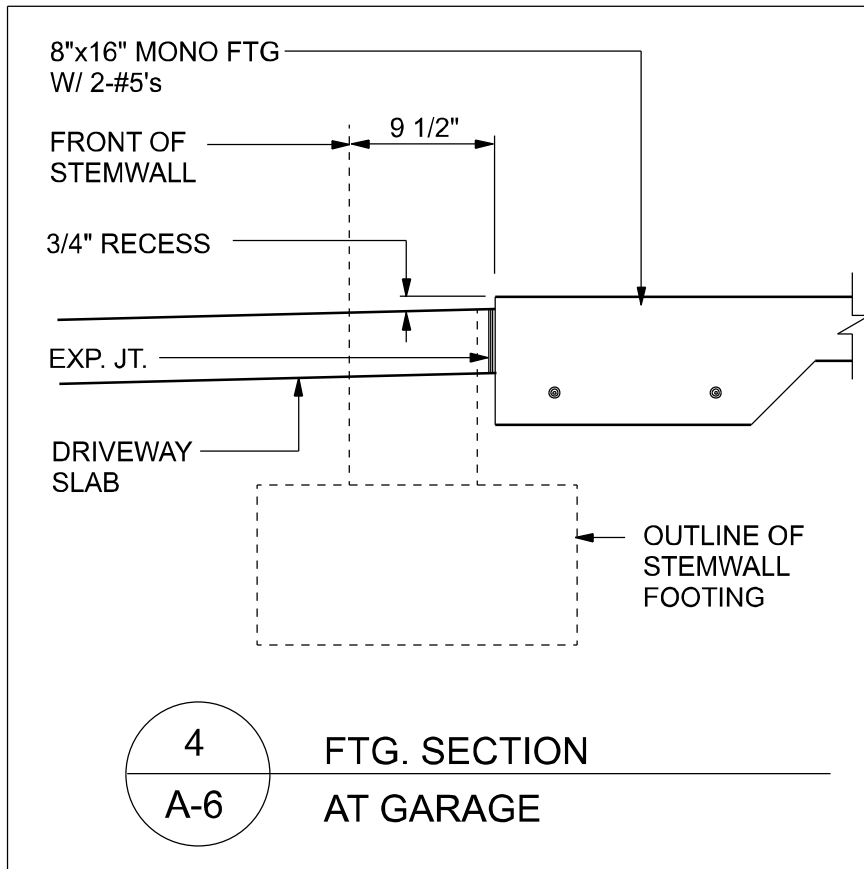 8"x16" MONO FTG
W/ 2-#5's
9 1/2"
FRONT OF
STEMWALL
3/4" RECESS
EXP. JT.
DRIVEWAY
SLAB
OUTLINE OF
STEMWALL
FOOTING
4
A-6
FTG. SECTION
AT GARAGE